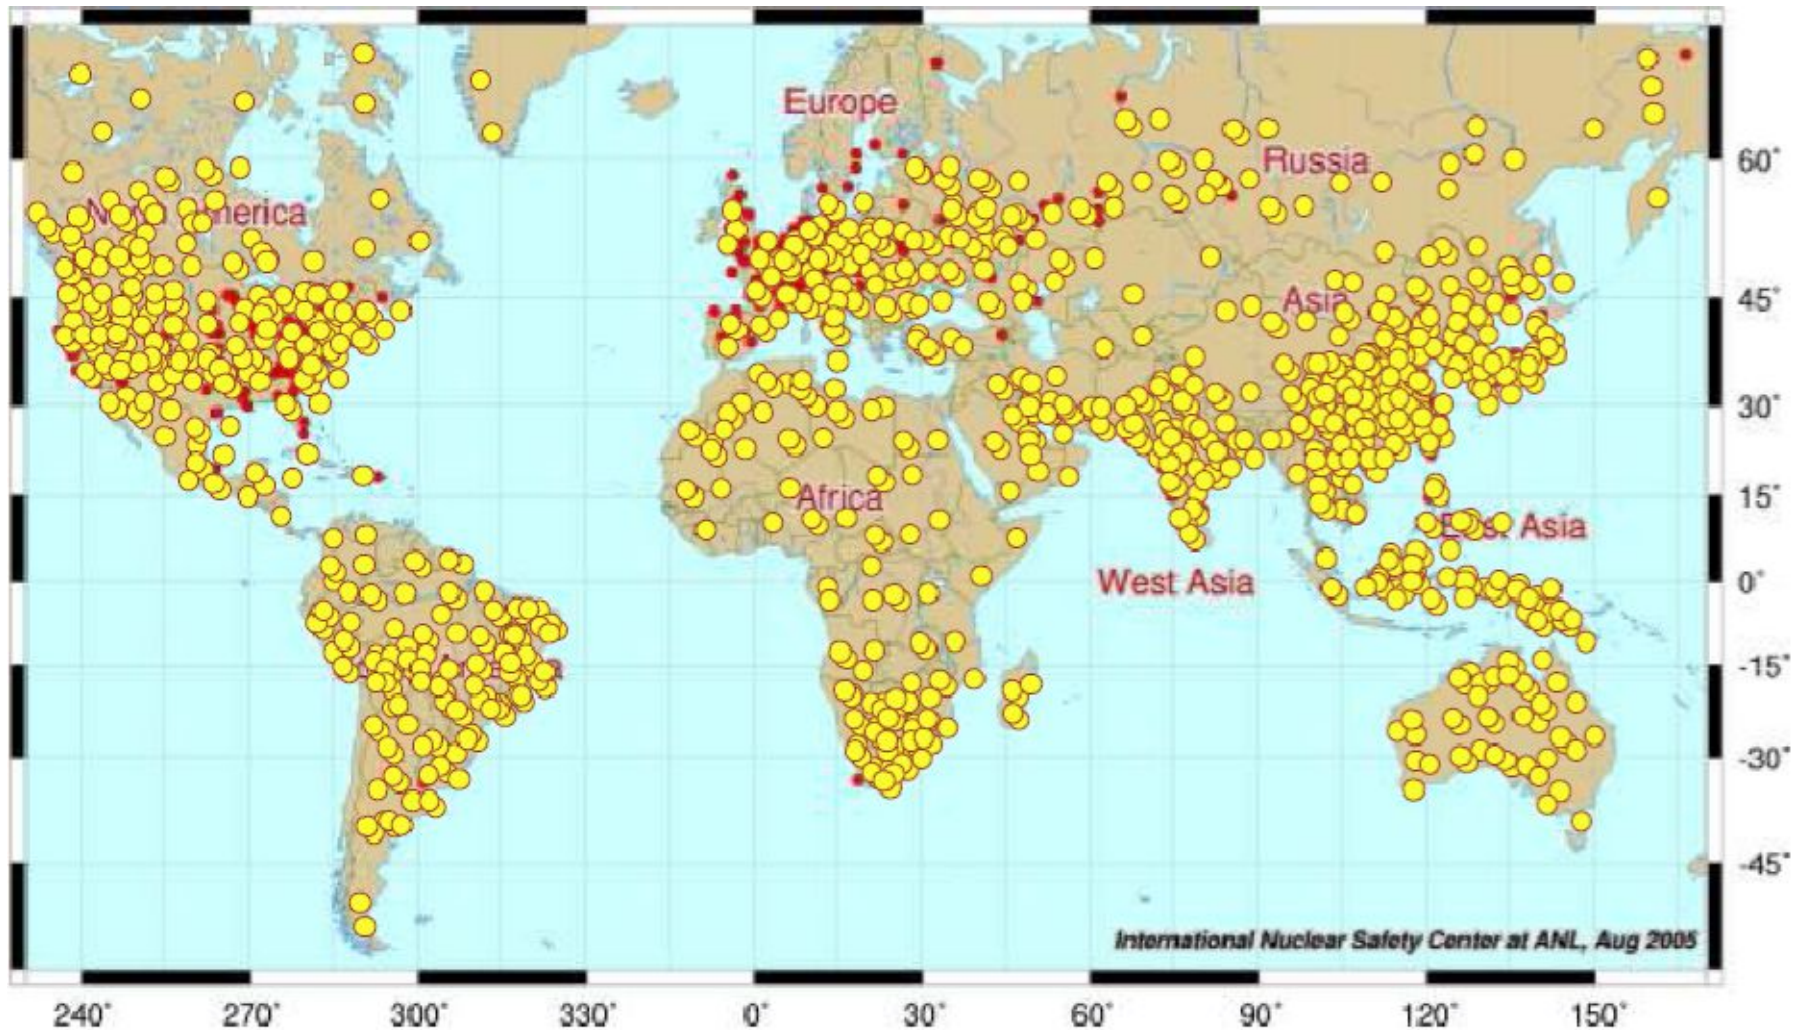 Europe
Russia
60°
Asia
45°
30°
Africa
Asia
15°
West Asia
0°
-15°
-30°
-45°
International Nuclear Safety Center at ANL, Aug 2005
240° 270° 300° 330° 0° 30° 60° 90° 120° 150°